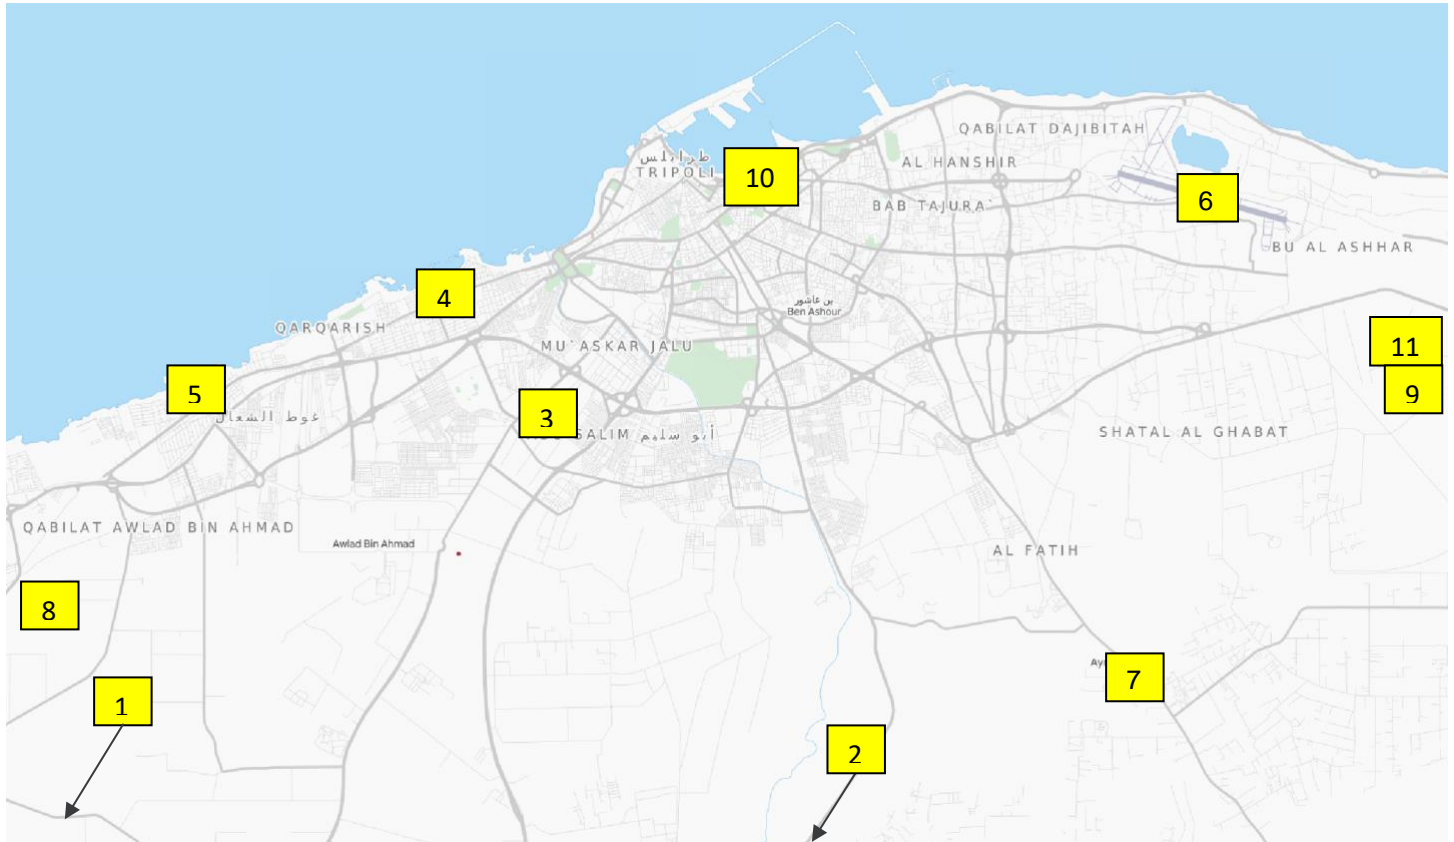 QABILAT DAJIBITAH
طرابلس
TRIPOLI
AL HANSHIR
10
6
BAB TAJURA`
BU AL ASHHAR
4
بن عاشور
Ben Ashour
QARQARISH
MU`ASKAR JALU
11
5
9
غوط الشعال
3
SALIM أبو سليم
SHATAL AL GHABAT
QABILAT AWLAD BIN AHMAD
Awlad Bin Ahmad
AL FATIH
8
7
1
2